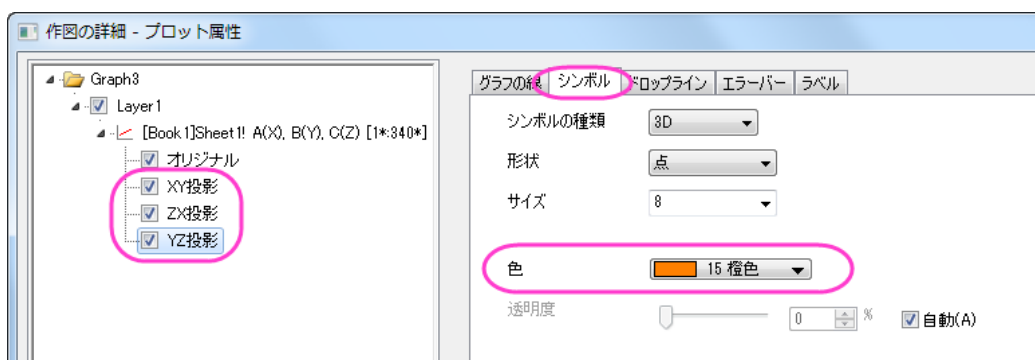 作図の詳細 - プロット属性
Graph3
Layer1
[Book1]Sheet1! A(X), B(Y), C(Z) [1*:340*]
オリジナル
XY投影
ZX投影
YZ投影
グラフの線 シンボル ドロップライン エラーバー ラベル
シンボルの種類 3D
形状 点
サイズ 8
色 15 橙色
透明度 0 % 自動(A)